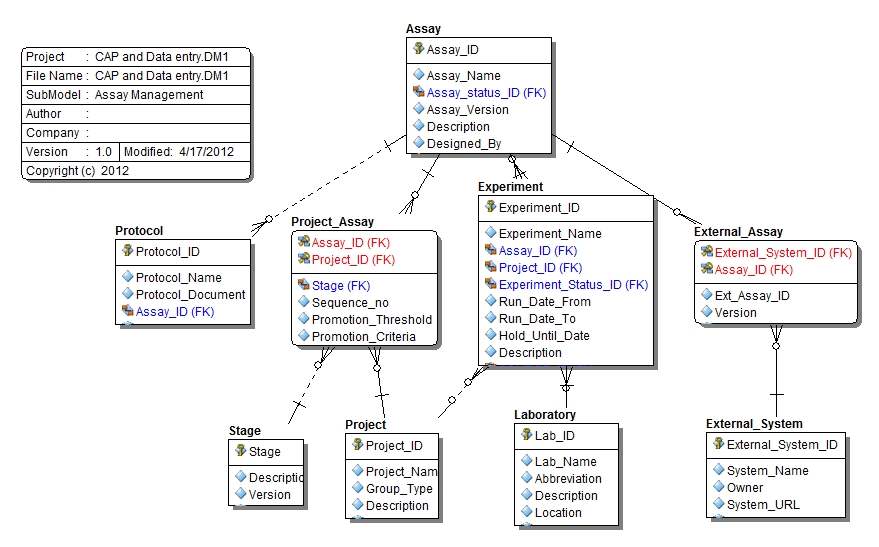 Project : CAP and Data entry.DM1
File Name : CAP and Data entry.DM1
SubModel : Assay Management
Author :
Company :
Version : 1.0 Modified: 4/17/2012
Copyright (c) 2012
Assay
Assay_ID
Assay_Name
Assay_status_ID (FK)
Assay_Version
Description
Designed_By
Protocol
Protocol_ID
Protocol_Name
Protocol_Document
Assay_ID (FK)
Project_Assay
Assay_ID (FK)
Project_ID (FK)
Stage (FK)
Sequence_no
Promotion_Threshold
Promotion_Criteria
Experiment
Experiment_ID
Experiment_Name
Assay_ID (FK)
Project_ID (FK)
Experiment_Status_ID (FK)
Run_Date_From
Run_Date_To
Hold_Until_Date
Description
External_Assay
External_System_ID (FK)
Assay_ID (FK)
Ext_Assay_ID
Version
Stage
Stage
Descriptic
Version
Project
Project_ID
Project_Nam
Group_Type
Description
Laboratory
Lab_ID
Lab_Name
Abbreviation
Description
Location
External_System
External_System_ID
System_Name
Owner
System_URL